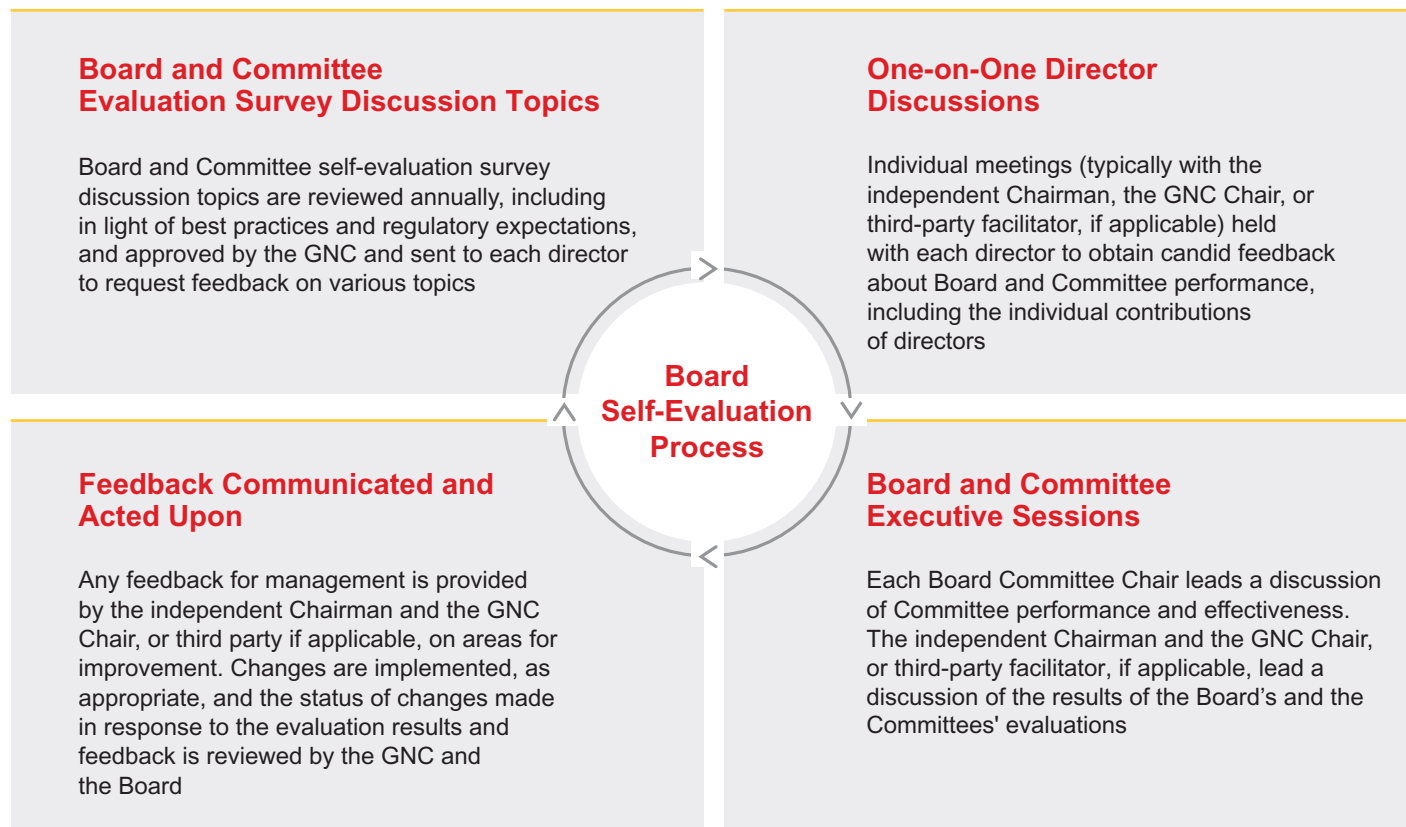 Board and Committee
Evaluation Survey Discussion Topics
Board and Committee self-evaluation survey
discussion topics are reviewed annually, including
in light of best practices and regulatory expectations,
and approved by the GNC and sent to each director
to request feedback on various topics
One-on-One Director
Discussions
Individual meetings (typically with the
independent Chairman, the GNC Chair, or
third-party facilitator, if applicable) held
with each director to obtain candid feedback
about Board and Committee performance,
including the individual contributions
of directors
Board
Self-Evaluation
Process
Feedback Communicated and
Acted Upon
Any feedback for management is provided
by the independent Chairman and the GNC
Chair, or third party if applicable, on areas for
improvement. Changes are implemented, as
appropriate, and the status of changes made
in response to the evaluation results and
feedback is reviewed by the GNC and
the Board
Board and Committee
Executive Sessions
Each Board Committee Chair leads a discussion
of Committee performance and effectiveness.
The independent Chairman and the GNC Chair,
or third-party facilitator, if applicable, lead a
discussion of the results of the Board’s and the
Committees' evaluations